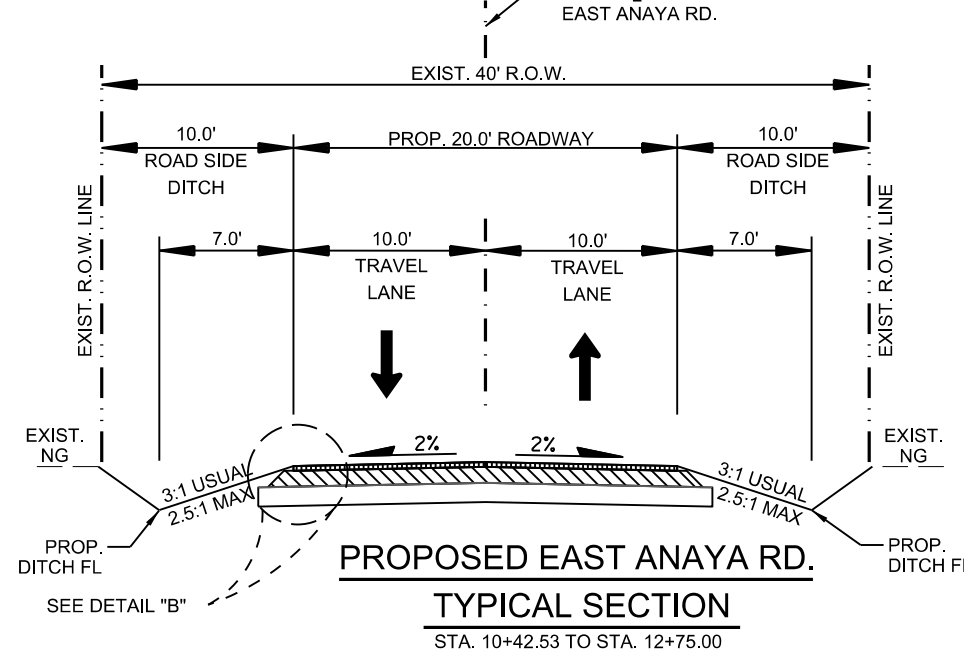 EAST ANAYA RD.
EXIST. 40' R.O.W.
10.0'
ROAD SIDE
DITCH
PROP. 20.0' ROADWAY
10.0'
ROAD SIDE
DITCH
EXIST. R.O.W. LINE
7.0'
10.0'
TRAVEL
LANE
10.0'
TRAVEL
LANE
7.0'
EXIST. R.O.W. LINE
EXIST.
NG
2%
2%
EXIST.
NG
3:1 USUAL
2.5:1 MAX
3:1 USUAL
2.5:1 MAX
PROP.
DITCH FL
PROP.
DITCH
SEE DETAIL "B"
PROPOSED EAST ANAYA RD.
TYPICAL SECTION
STA. 10+42.53 TO STA. 12+75.00